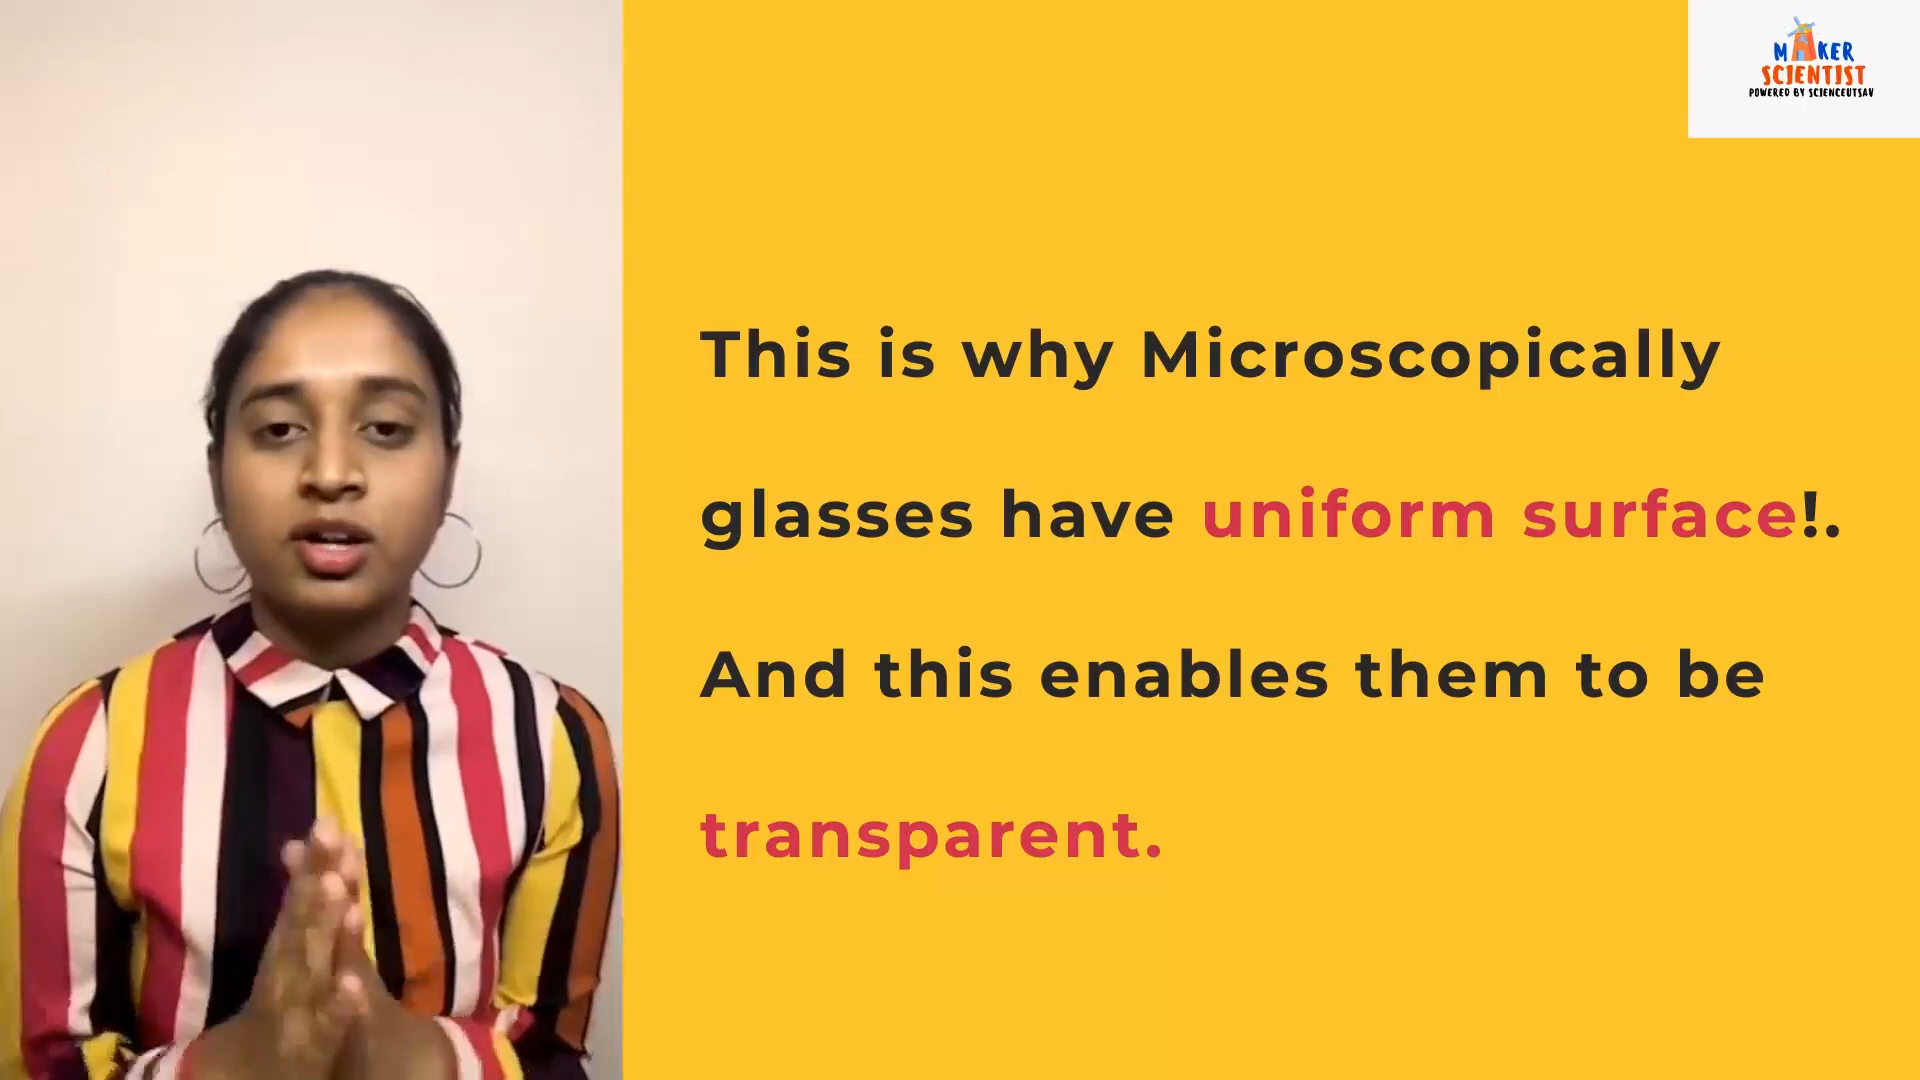 MAKER
SCIENTIST
POWERED BY SCIENCEUTSAV
This is why Microscopically
glasses have uniform surface!.
And this enables them to be
transparent.